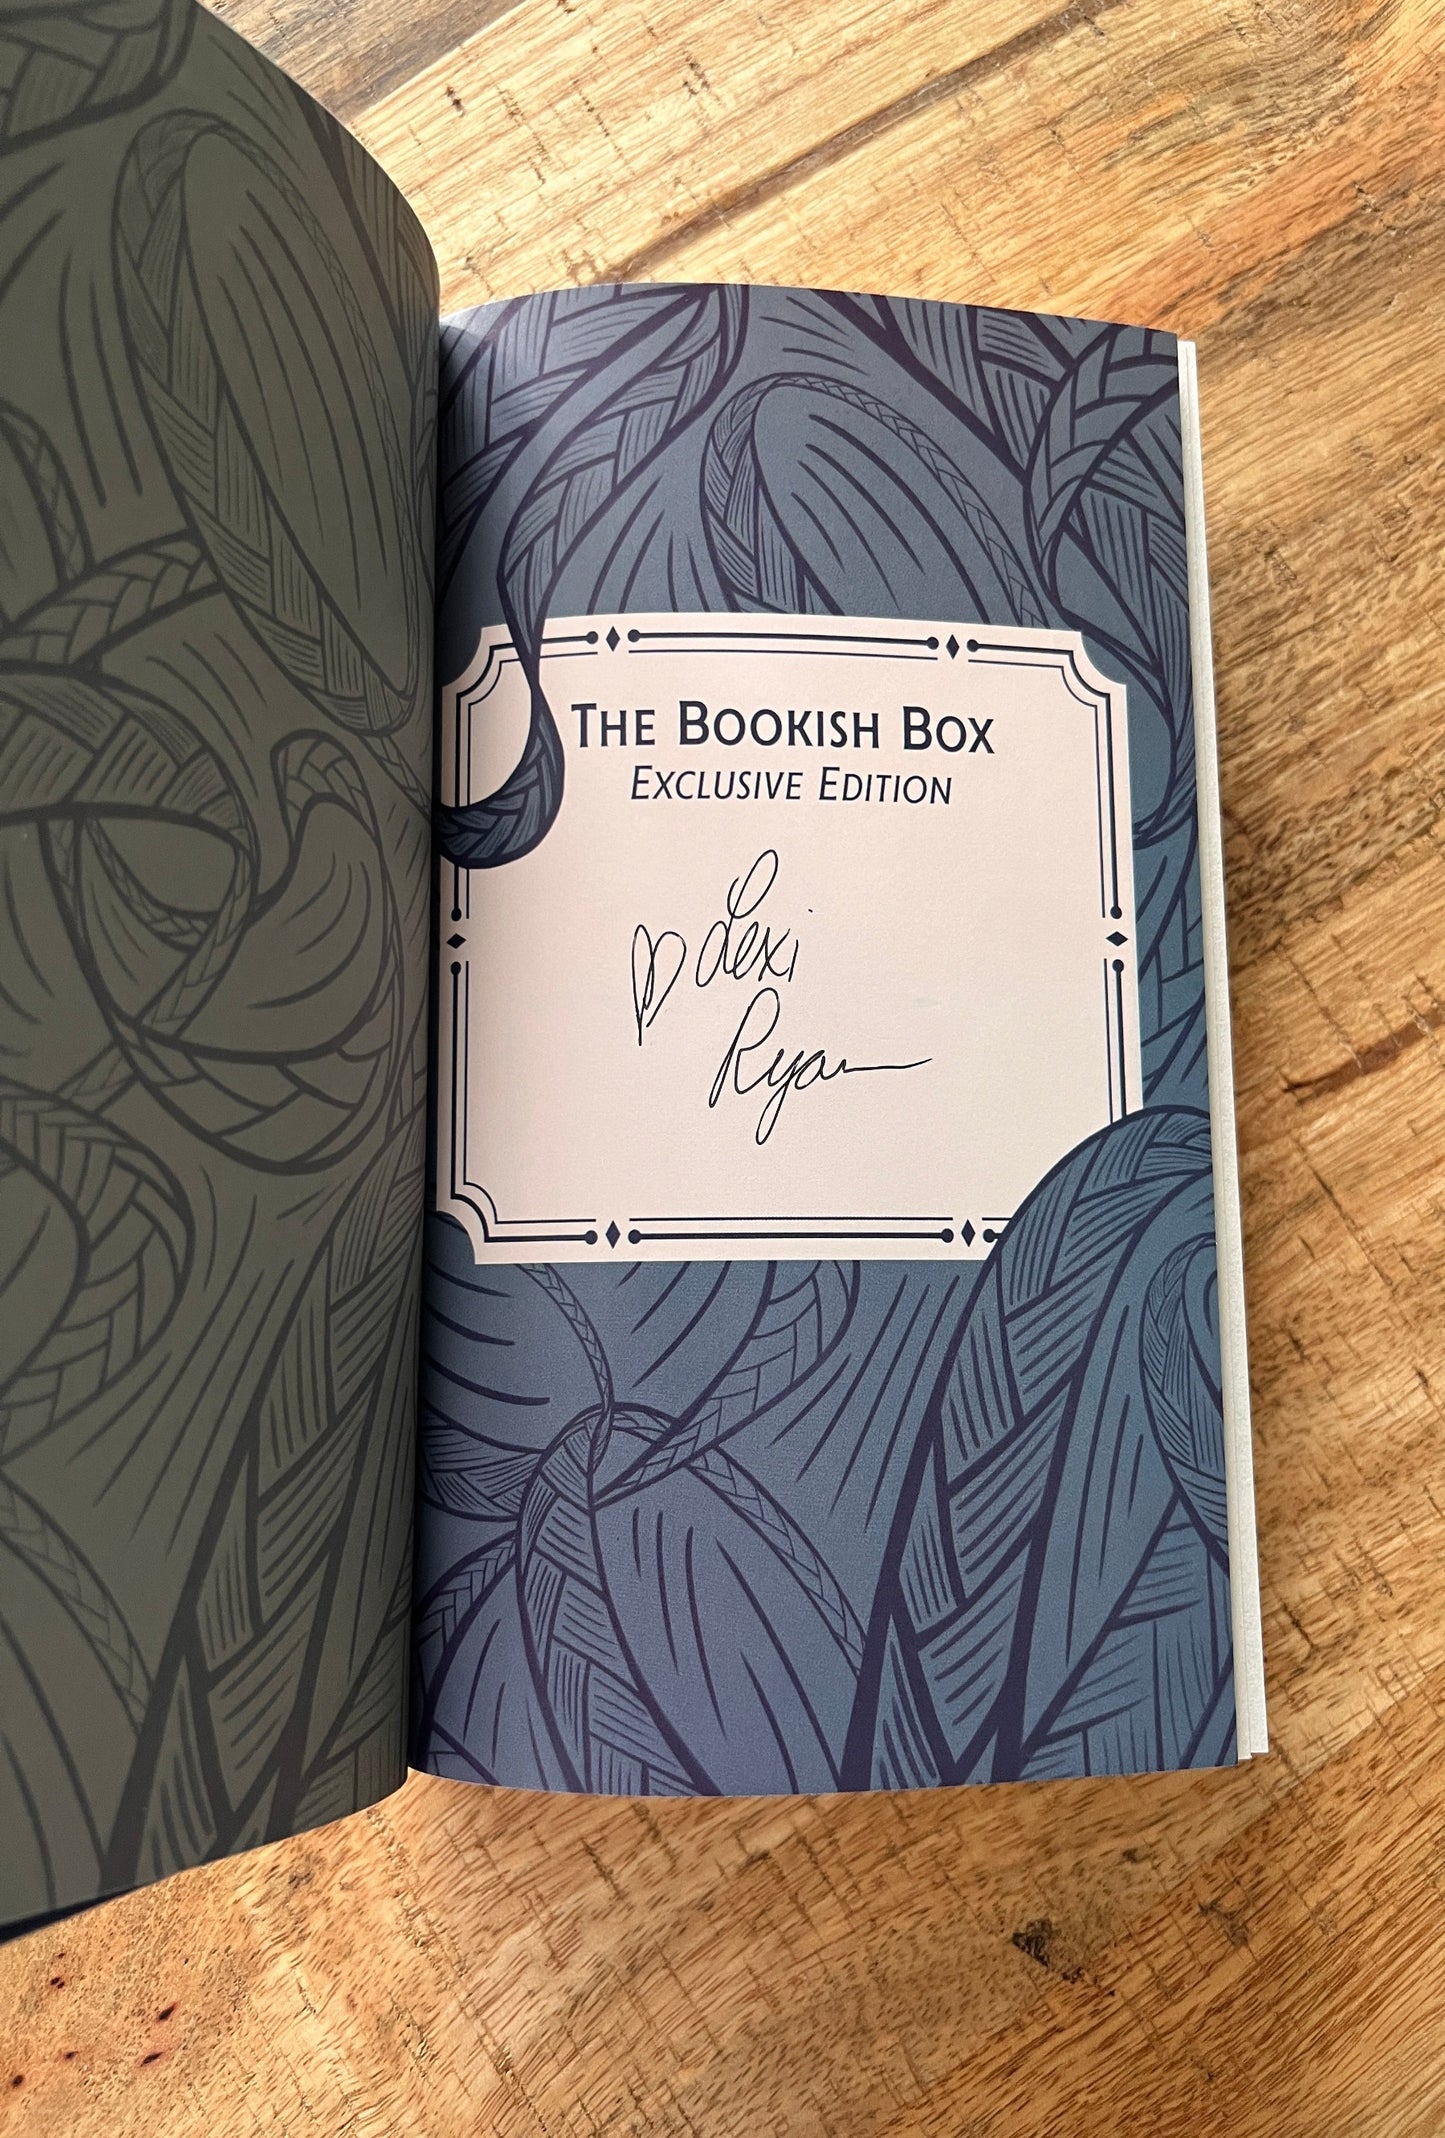 THE BOOKISH BOX
EXCLUSIVE EDITION
Lexi
Ryan